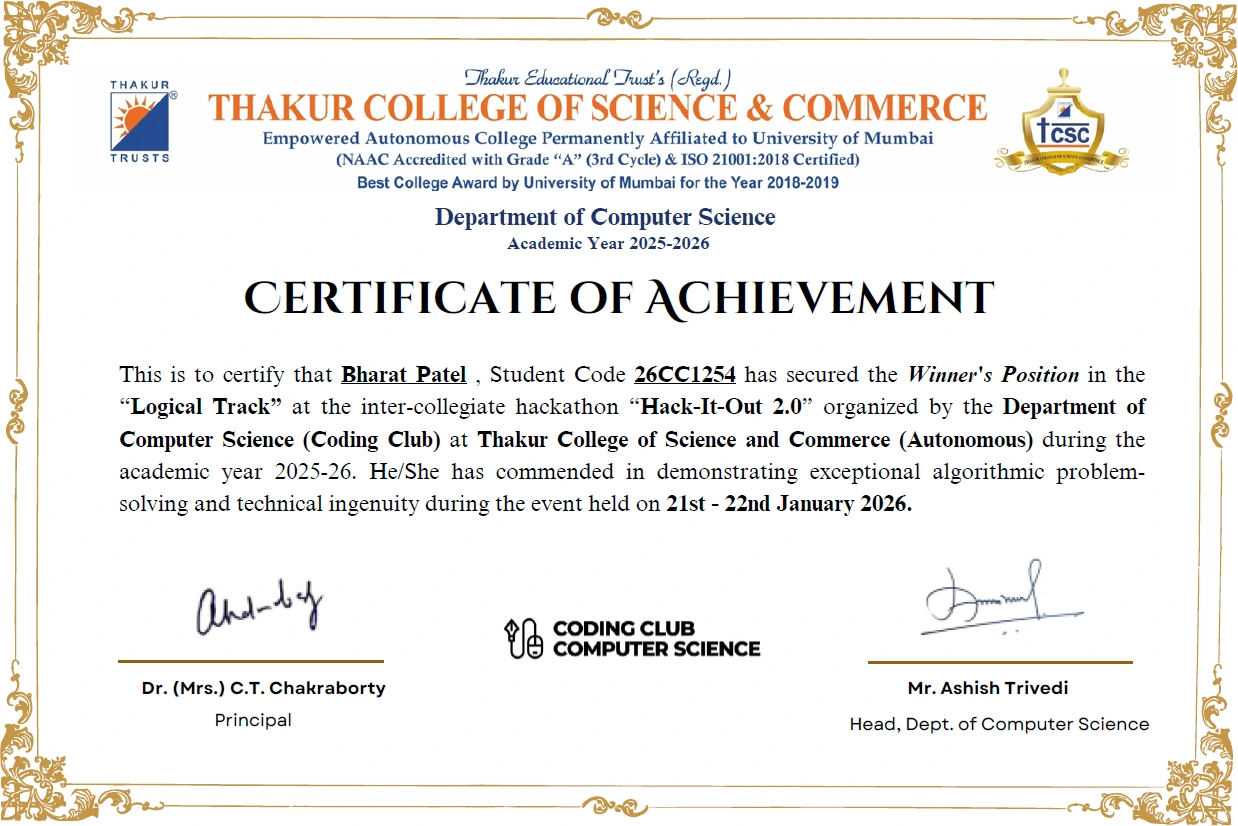 Thakur Educational Trust's (Regd.)
THAKUR
®
TRUSTS
THAKUR COLLEGE OF SCIENCE & COMMERCE
Empowered Autonomous College Permanently Affiliated to University of Mumbai
(NAAC Accredited with Grade “A” (3rd Cycle) & ISO 21001:2018 Certified)
Best College Award by University of Mumbai for the Year 2018-2019
tcsc
THAKUR COLLEGE OF SCIENCE & COMMERCE
Department of Computer Science
Academic Year 2025-2026
CERTIFICATE OF ACHIEVEMENT
This is to certify that Bharat Patel , Student Code 26CC1254 has secured the Winner's Position in the
“Logical Track” at the inter-collegiate hackathon “Hack-It-Out 2.0” organized by the Department of
Computer Science (Coding Club) at Thakur College of Science and Commerce (Autonomous) during the
academic year 2025-26. He/She has commended in demonstrating exceptional algorithmic problem-
solving and technical ingenuity during the event held on 21st - 22nd January 2026.
CODING CLUB
COMPUTER SCIENCE
Dr. (Mrs.) C.T. Chakraborty
Principal
Mr. Ashish Trivedi
Head, Dept. of Computer Science